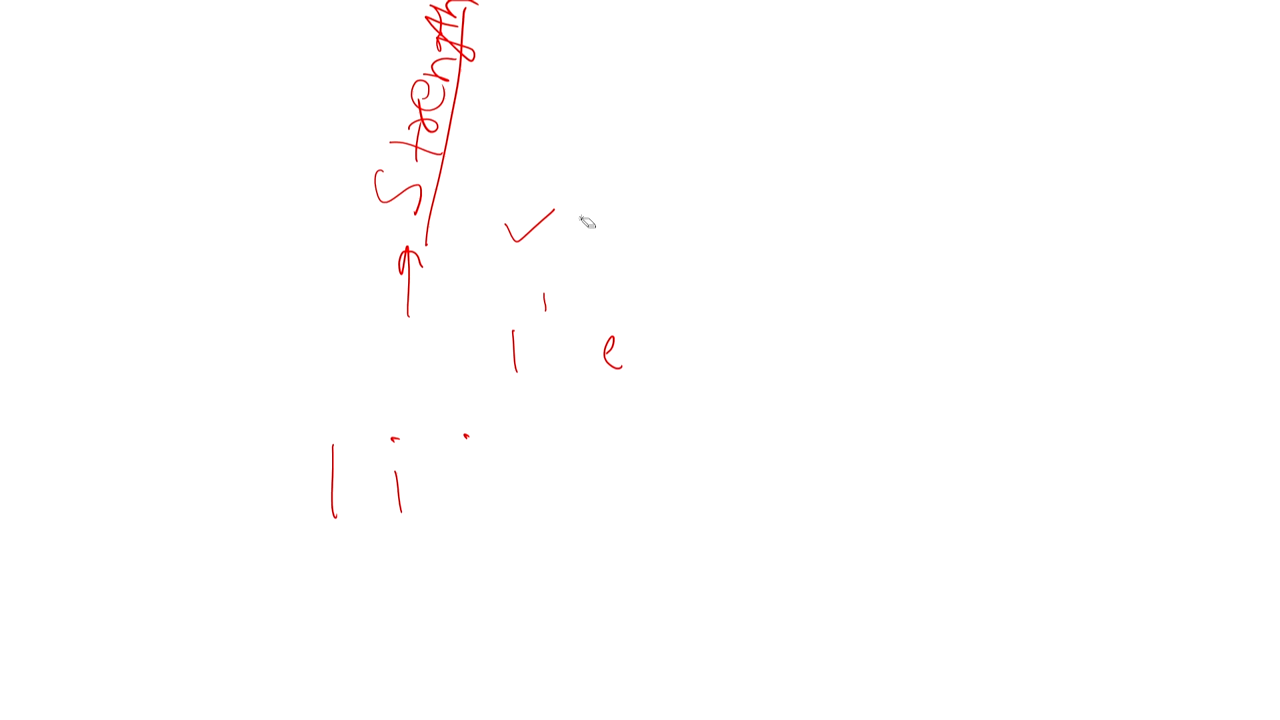 ↑ Strength
✓
l ' e
l i .